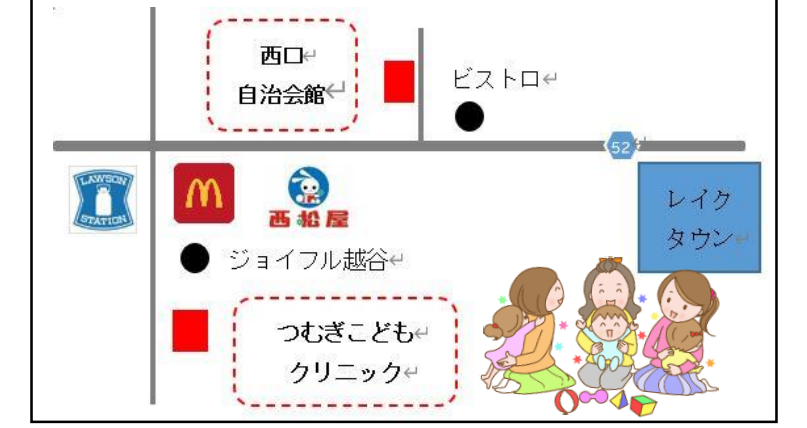 西口
自治会館
ビストロ
52
LAWSON
STATION
西松屋
レイク
タウン
ジョイフル越谷
つむぎこども
クリニック